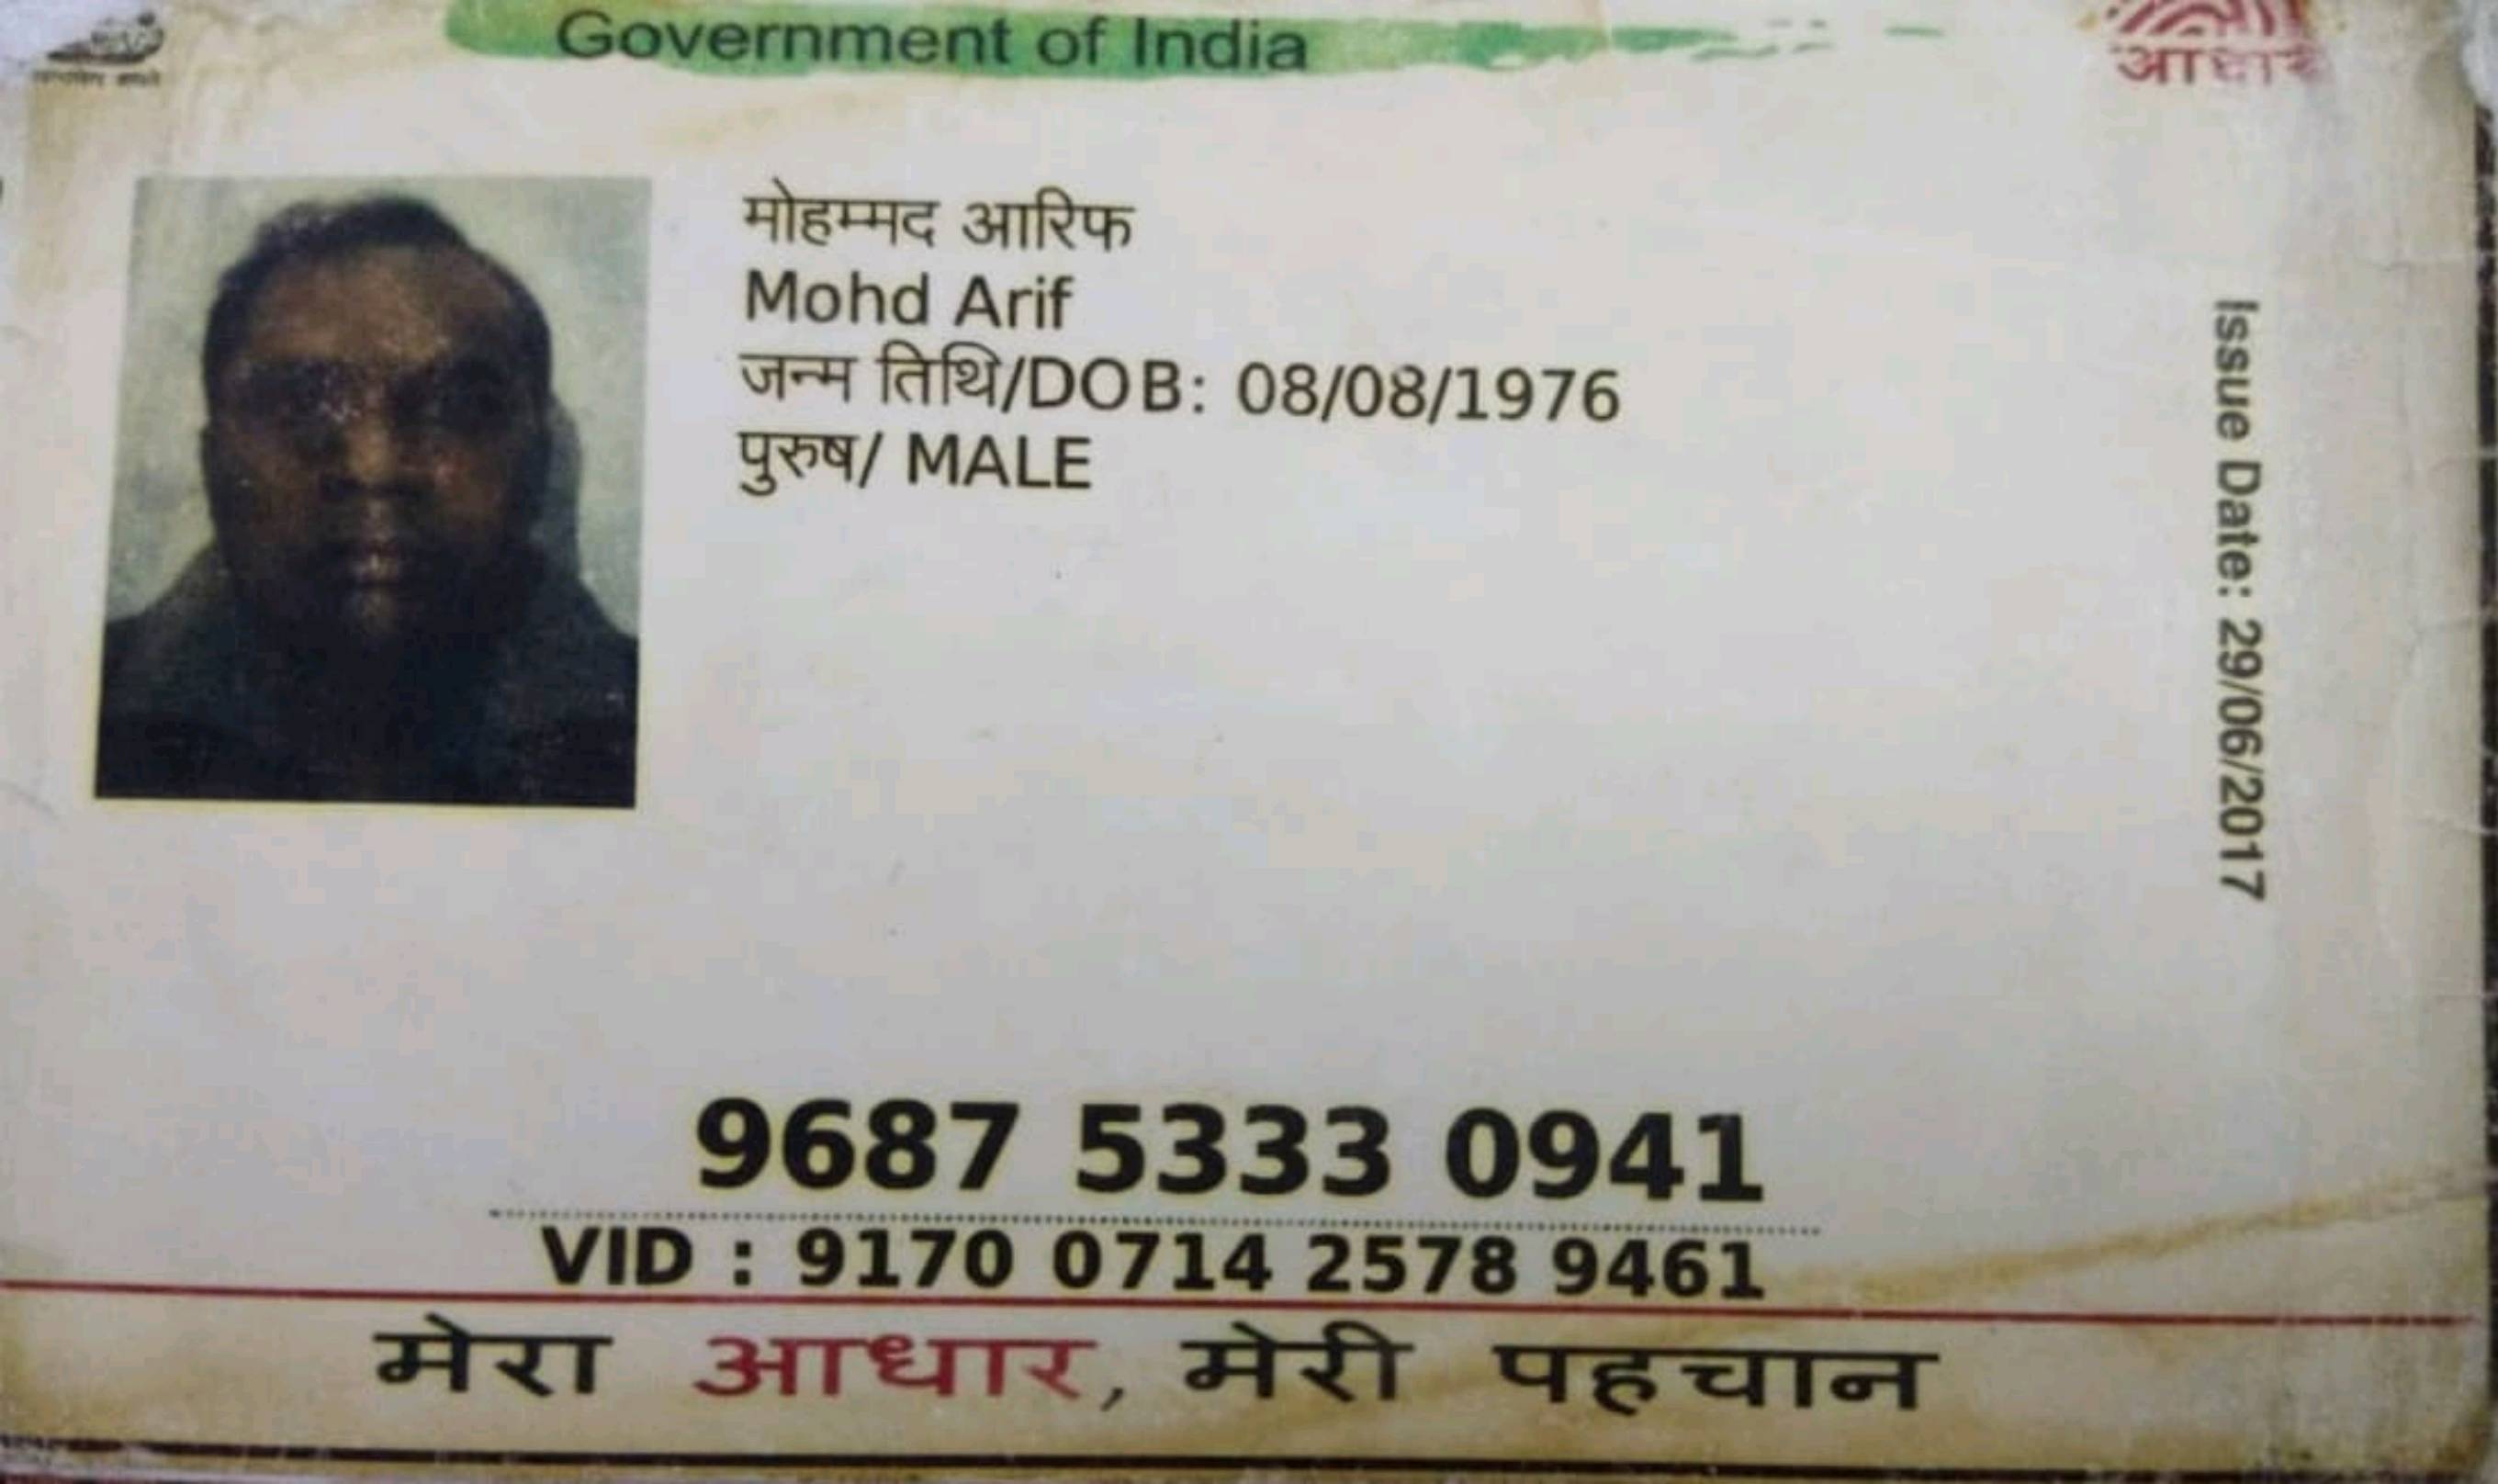 Government of India
आधार
मोहम्मद आरिफ
Mohd Arif
जन्म तिथि/DOB: 08/08/1976
पुरुष/ MALE
Issue Date: 29/06/2017
9687 5333 0941
VID : 9170 0714 2578 9461
मेरा आधार, मेरी पहचान